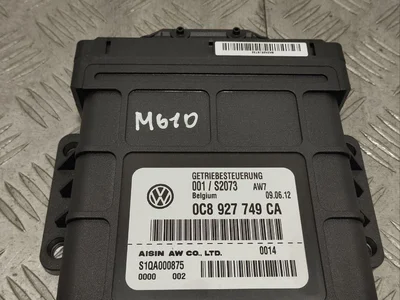 M610
GETRIEBESTEUERUNG
001 / S2073 AW7
Belgium 09.06.12
0C8 927 749 CA
AISIN AW CO., LTD.
S1QA000875 0014
0000 002